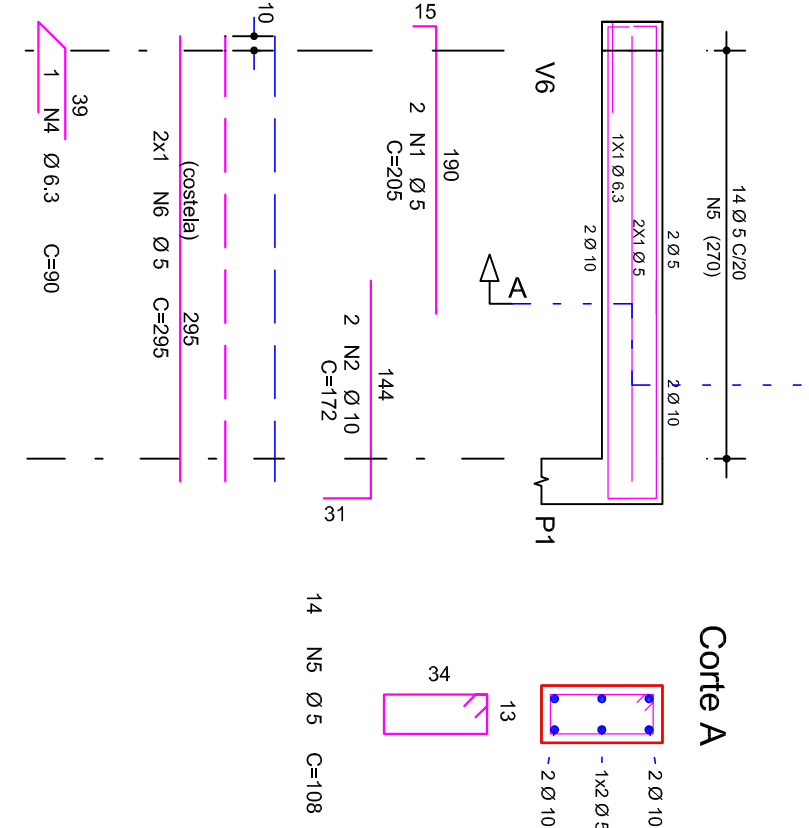 14 Ø 5 C/20
N5 (270)
2 Ø 5
2X1 Ø 5
1X1 Ø 6.3
2 Ø 10
2 Ø 10
V6
A
P1
15
190
2 N1 Ø 5
C=205
144
2 N2 Ø 10
C=172
31
10
(costela) 295
2x1 N6 Ø 5 C=295
39
1 N4 Ø 6.3 C=90
Corte A
2 Ø 10
1x2 Ø 5
2 Ø 10
13
34
14 N5 Ø 5 C=108